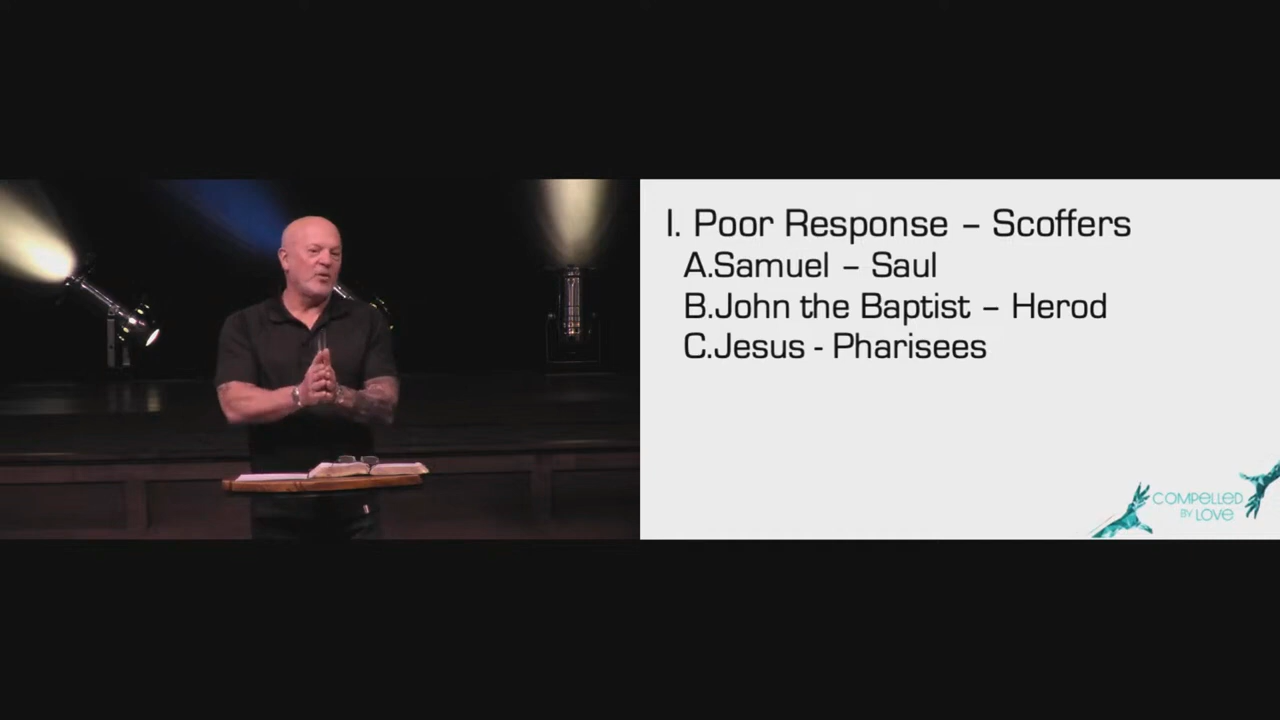 I. Poor Response – Scoffers
A.Samuel – Saul
B.John the Baptist – Herod
C.Jesus - Pharisees
COMPELLED
BY LOVE